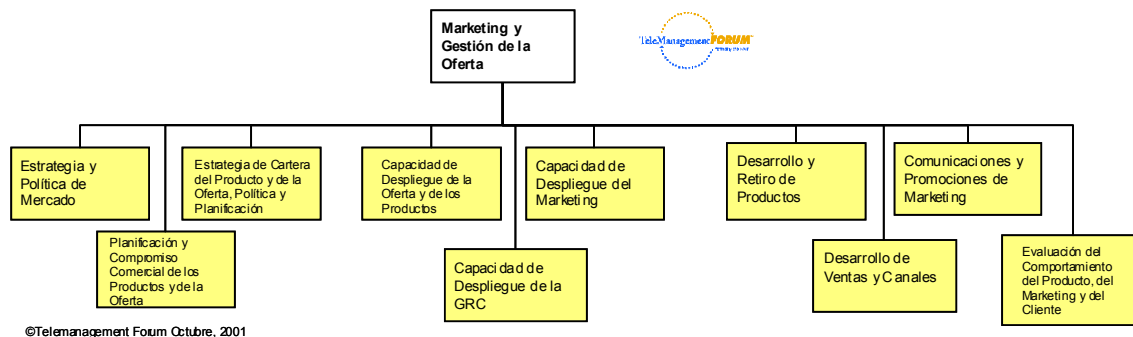 Marketing y
Gestión de la
Oferta
TeleManagement FORUM
Estrategia y
Política de
Mercado
Estrategia de Cartera
del Producto y de la
Oferta, Política y
Planificación
Capacidad de
Despliegue de la
Oferta y de los
Productos
Capacidad de
Despliegue del
Marketing
Desarrollo y
Retiro de
Productos
Comunicaciones y
Promociones de
Marketing
Planificación y
Compromiso
Comercial de los
Productos y de la
Oferta
Capacidad de
Despliegue de la
GRC
Desarrollo de
Ventas y Canales
Evaluación del
Comportamiento
del Producto, del
Marketing y del
Cliente
©Telemanagement Forum Octubre, 2001